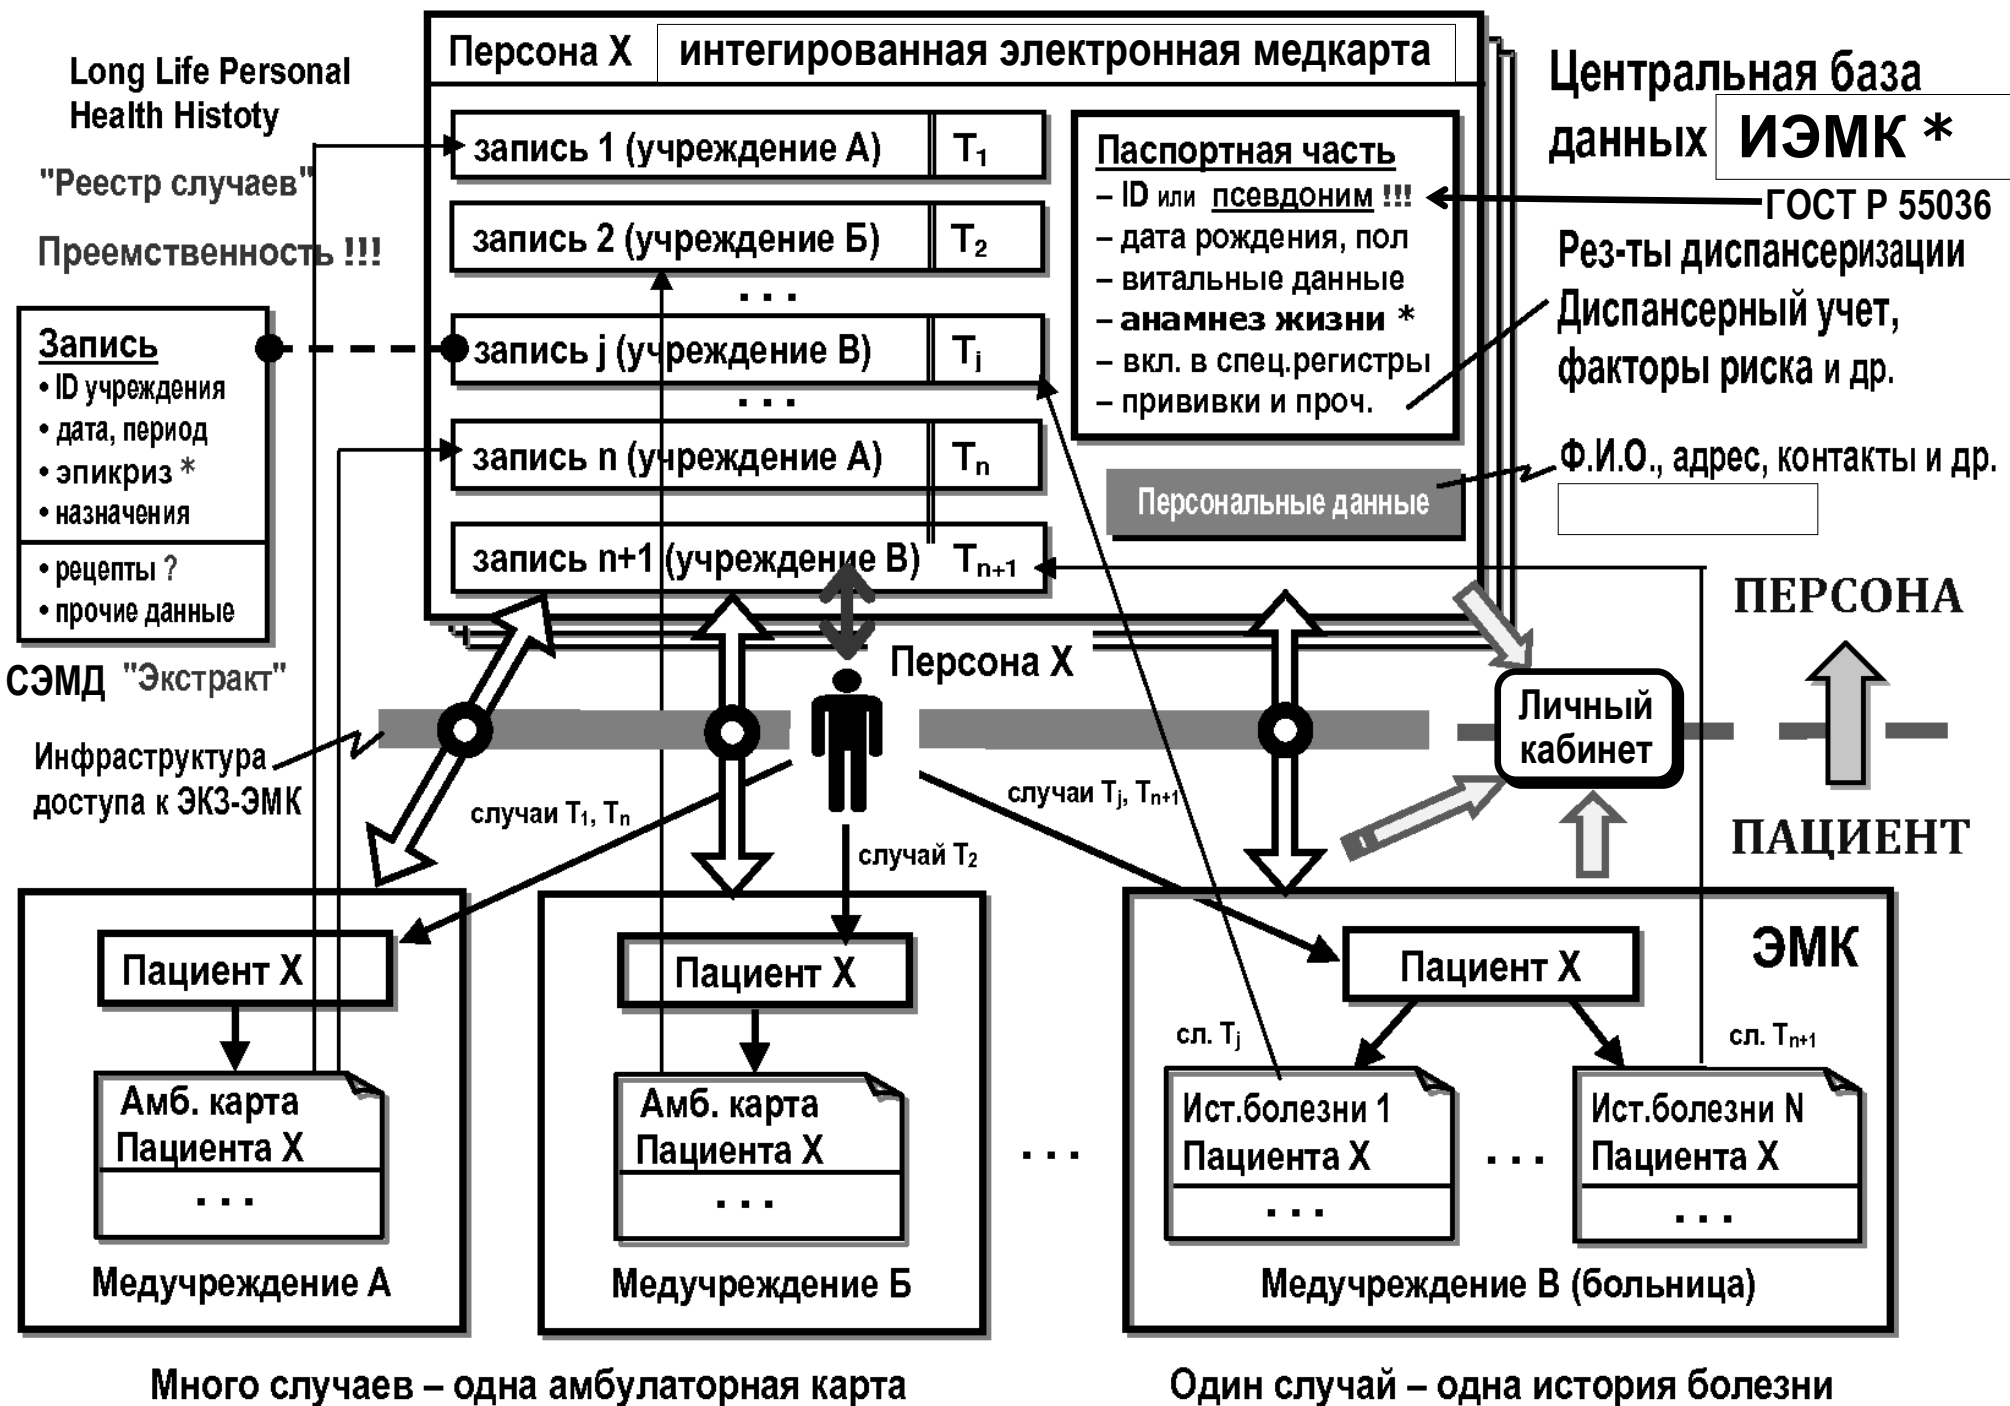 Long Life Personal
Health Histoty
"Реестр случаев"
Преемственность !!!
Персона X
интегированная электронная медкарта
запись 1 (учреждение А)
T1
запись 2 (учреждение Б)
T2
. . .
запись j (учреждение В)
Tj
. . .
запись n (учреждение А)
Tn
запись n+1 (учреждение В)
Tn+1
Паспортная часть
– ID или псевдоним !!!
– дата рождения, пол
– витальные данные
– анамнез жизни *
– вкл. в спец.регистры
– прививки и проч.
Персональные данные
Центральная база
данных ИЭМК *
ГОСТ Р 55036
Рез-ты диспансеризации
Диспансерный учет,
факторы риска и др.
Ф.И.О., адрес, контакты и др.
Запись
• ID учреждения
• дата, период
• эпикриз *
• назначения
• рецепты ?
• прочие данные
СЭМД "Экстракт"
Инфраструктура
доступа к ЭКЗ-ЭМК
Персона X
Личный
кабинет
ПЕРСОНА
ПАЦИЕНТ
случаи T1, Tn
случай T2
случаи Tj, Tn+1
Пациент X
Амб. карта
Пациента X
. . .
Медучреждение А
Пациент X
Амб. карта
Пациента X
. . .
Медучреждение Б
. . .
ЭМК
Пациент X
сл. Tj
сл. Tn+1
Ист.болезни 1
Пациента X
. . .
. . .
Ист.болезни N
Пациента X
. . .
Медучреждение В (больница)
Много случаев – одна амбулаторная карта
Один случай – одна история болезни